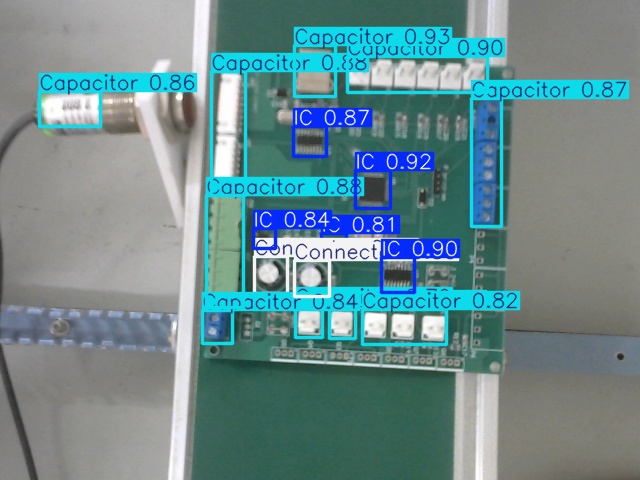 Capacitor 0.93
Capacitor 0.90
Capacitor 0.88
Capacitor 0.86
Capacitor 0.87
IC 0.87
IC 0.92
Capacitor 0.88
IC 0.84
IC 0.81
IC 0.90
Capacitor 0.84
Capacitor 0.82